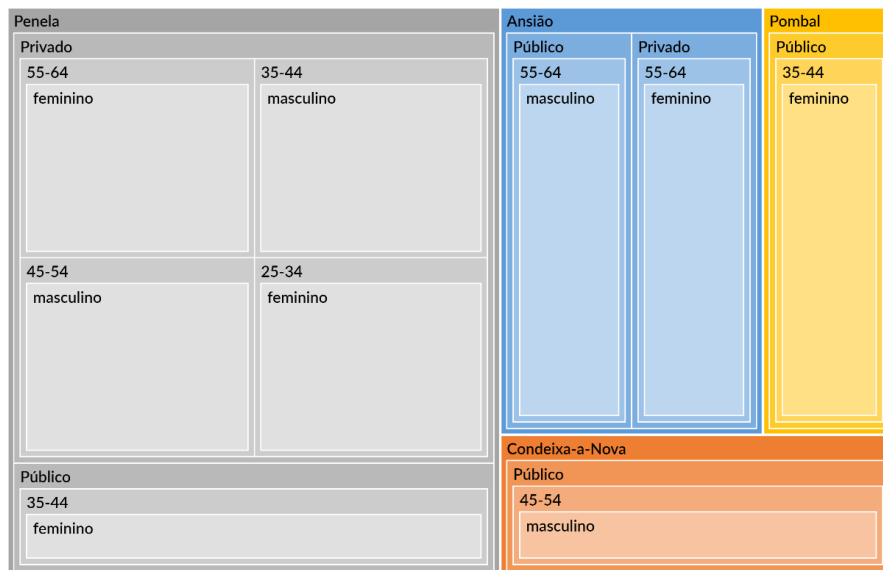 Penela
Privado
55-64
feminino
35-44
masculino
45-54
masculino
25-34
feminino
Público
35-44
feminino
Ansião
Público
55-64
masculino
Privado
55-64
feminino
Pombal
Público
35-44
feminino
Condeixa-a-Nova
Público
45-54
masculino